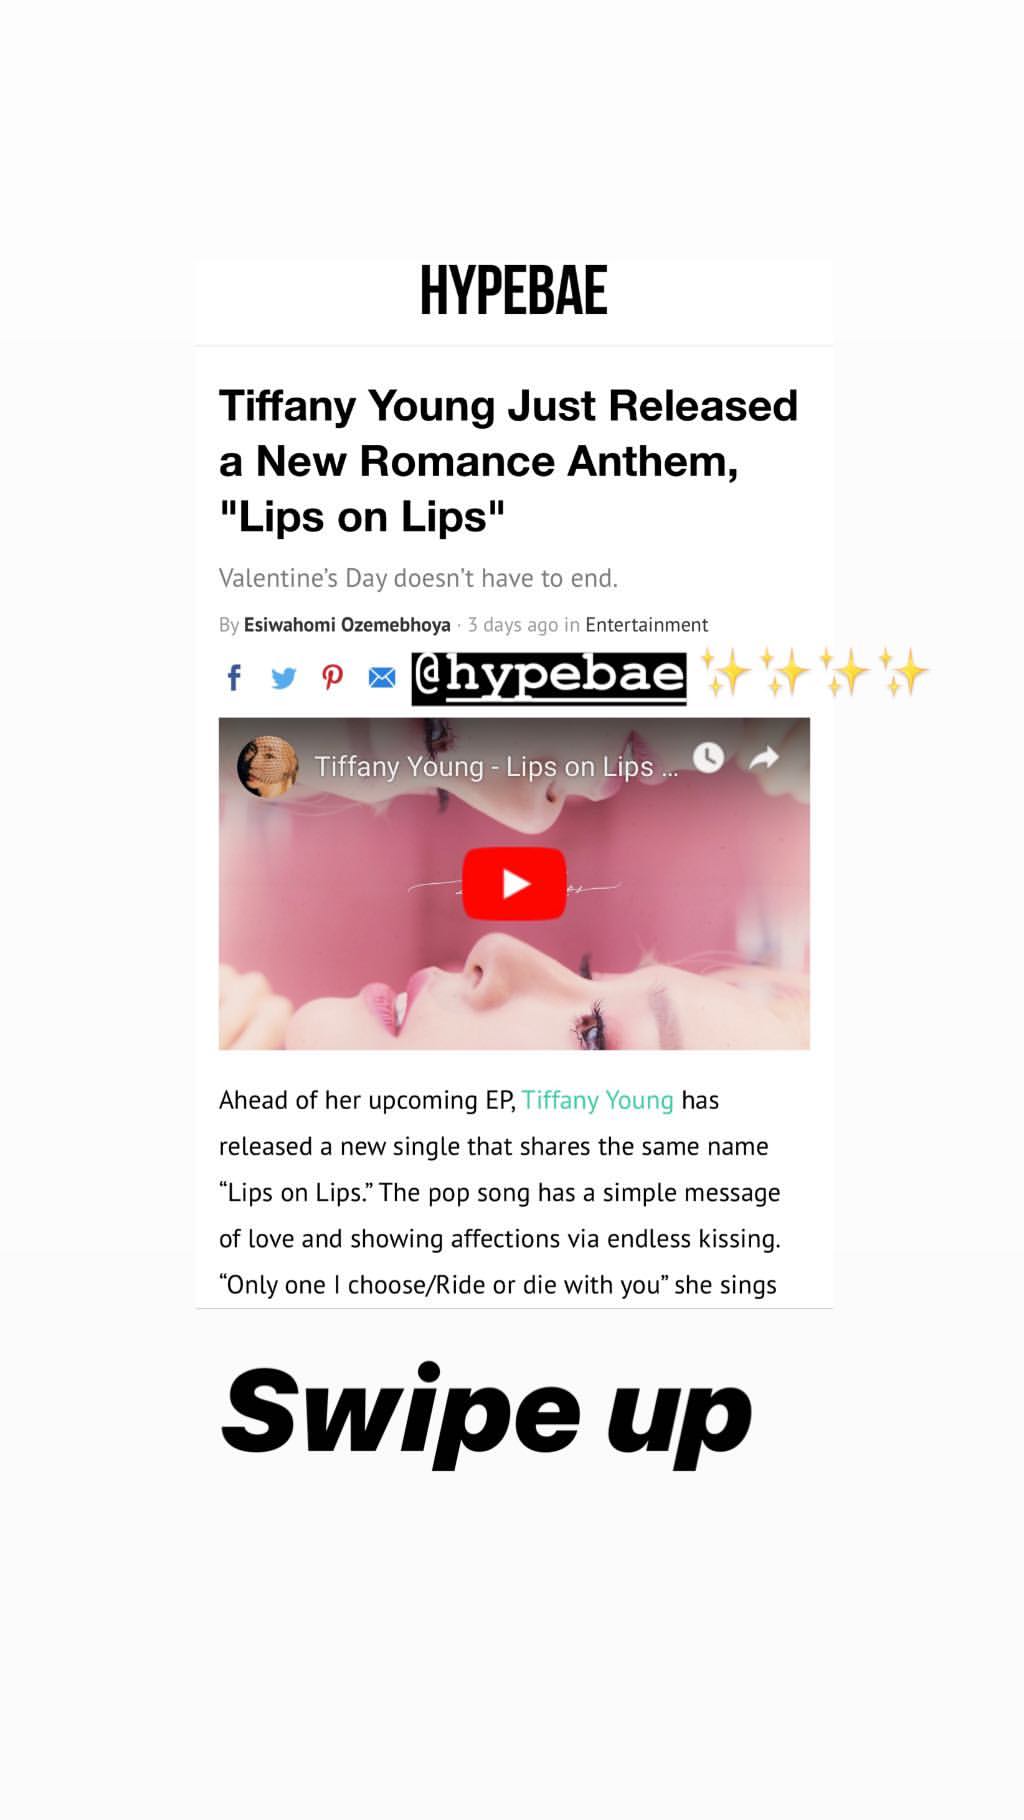 HYPEBAE
Tiffany Young Just Released
a New Romance Anthem,
"Lips on Lips"
Valentine’s Day doesn’t have to end.
By Esiwahomi Ozemebhoya · 3 days ago in Entertainment
@hypebae
Tiffany Young - Lips on Lips ...
Ahead of her upcoming EP, Tiffany Young has
released a new single that shares the same name
“Lips on Lips.” The pop song has a simple message
of love and showing affections via endless kissing.
“Only one I choose/Ride or die with you” she sings
Swipe up